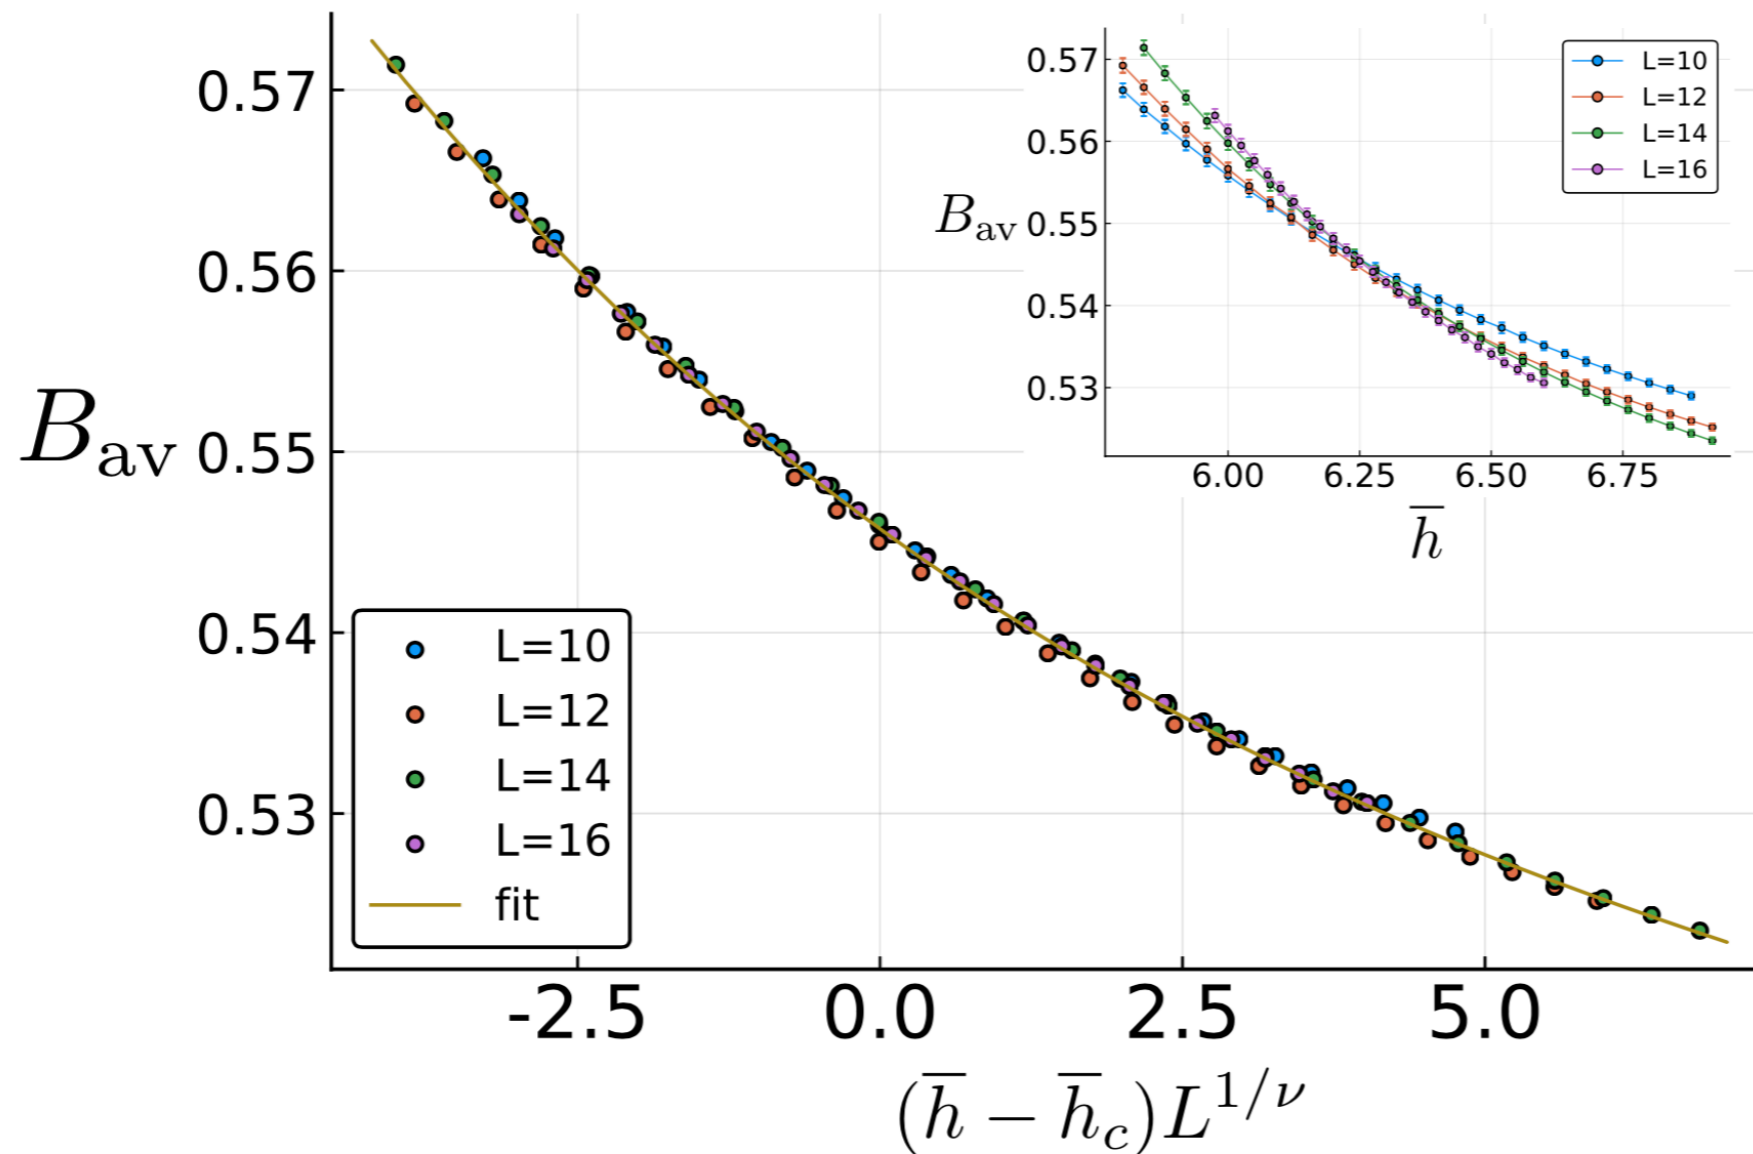 0.57
0.56
B_av 0.55
0.54
0.53
-2.5 0.0 2.5 5.0
(h̅ − h̅_c)L^{1/ν}
L=10
L=12
L=14
L=16
fit
0.57
0.56
B_av 0.55
0.54
0.53
6.00 6.25 6.50 6.75
h̅
L=10
L=12
L=14
L=16